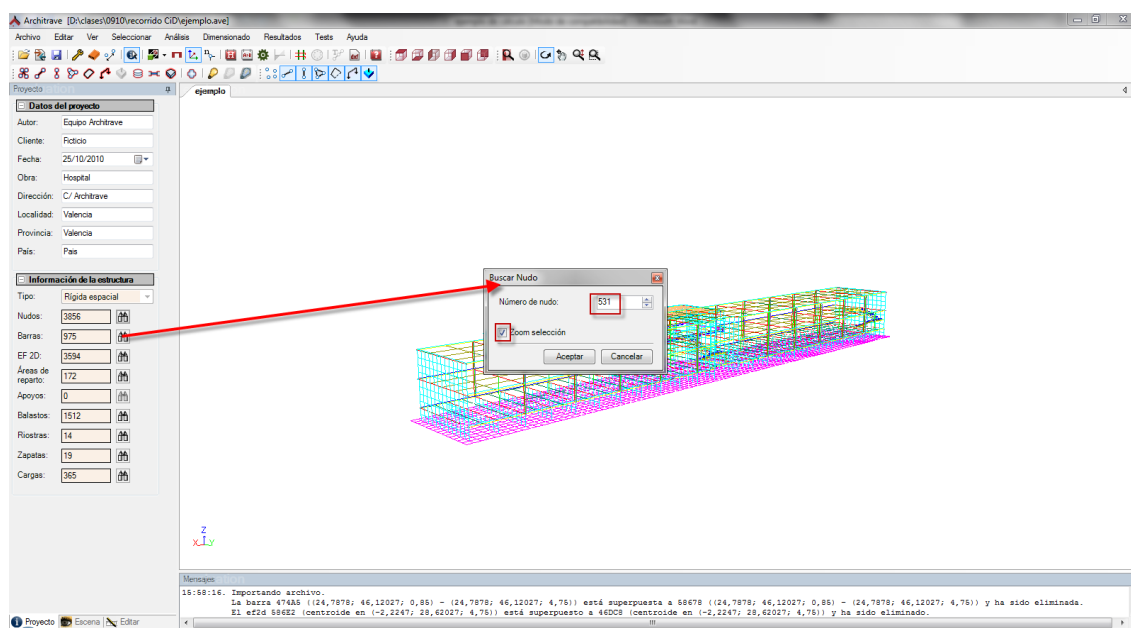 Architrave [D:\clases\0910\recorrido CiD\ejemplo.ave]
Archivo Editar Ver Seleccionar Análisis Dimensionado Resultados Tests Ayuda
Proyecto
ejemplo
Datos del proyecto
Autor: Equipo Architrave
Cliente: Ficticio
Fecha: 25/10/2010
Obra: Hospital
Dirección: C/ Architrave
Localidad: Valencia
Provincia: Valencia
País: Pais
Información de la estructura
Tipo: Rígida espacial
Nudos: 3856
Barras: 975
EF 2D: 3594
Áreas de reparto: 172
Apoyos: 0
Balastos: 1512
Riostras: 14
Zapatas: 19
Cargas: 365
Buscar Nudo
Número de nudo: 531
Zoom selección
Aceptar Cancelar
Z
X Y
Mensajes
15:58:16. Importando archivo.
La barra 474A5 ((24,7878; 46,12027; 0,85) - (24,7878; 46,12027; 4,75)) está superpuesta a 58678 ((24,7878; 46,12027; 0,85) - (24,7878; 46,12027; 4,75)) y ha sido eliminada.
El ef2d 586E2 (centroide en (-2,2247; 28,62027; 4,75)) está superpuesto a 46DC8 (centroide en (-2,2247; 28,62027; 4,75)) y ha sido eliminado.
Proyecto Escena Editar